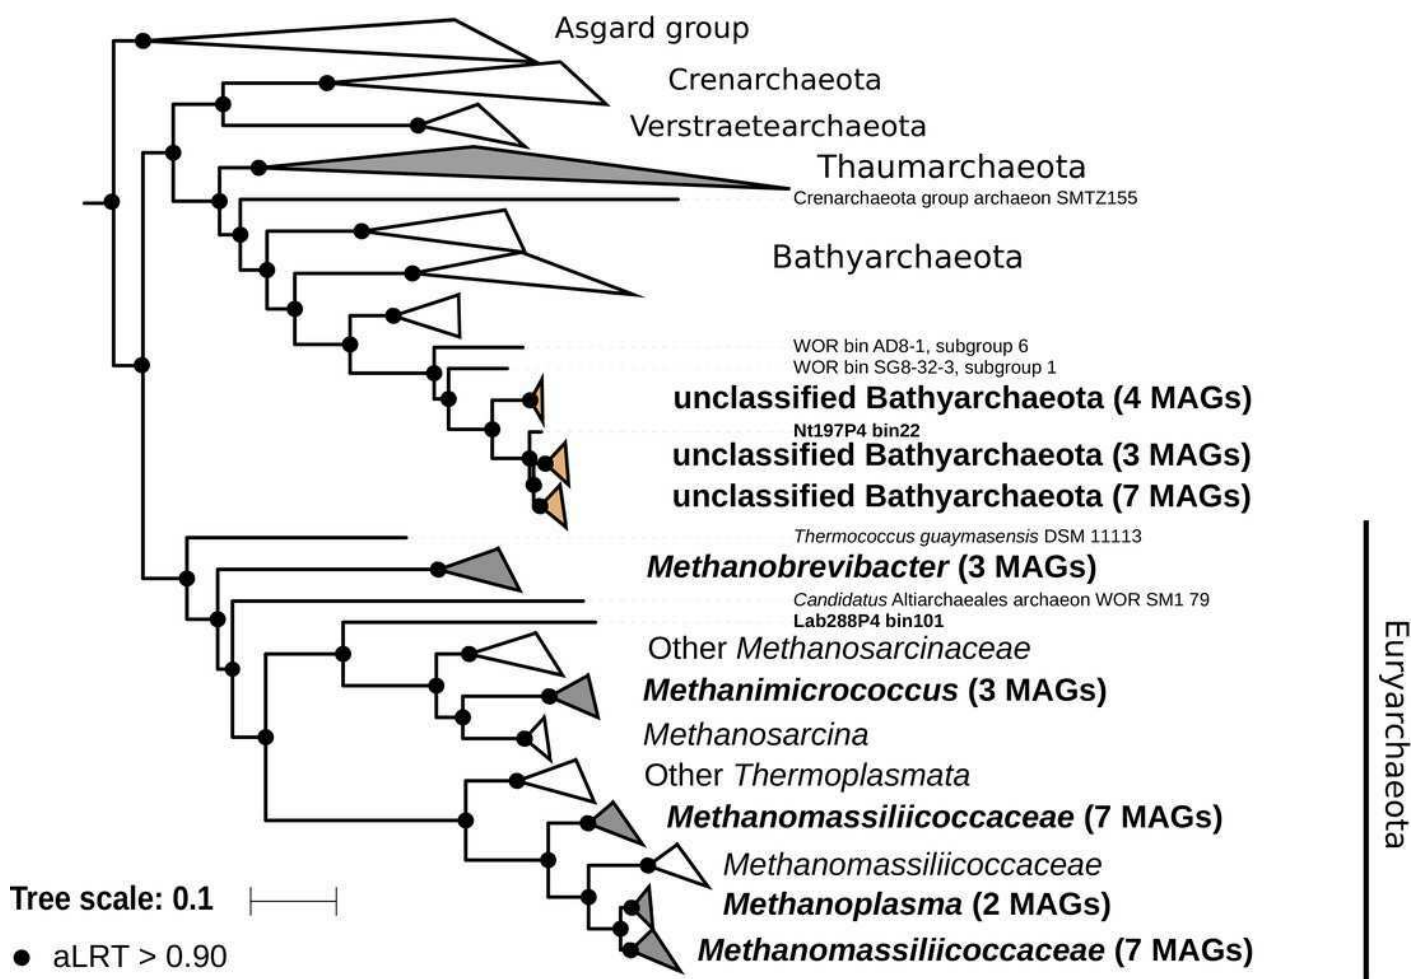 Asgard group
Crenarchaeota
Verstraetearchaeota
Thaumarchaeota
Crenarchaeota group archaeon SMTZ155
Bathyarchaeota
WOR bin AD8-1, subgroup 6
WOR bin SG8-32-3, subgroup 1
unclassified Bathyarchaeota (4 MAGs)
Nt197P4 bin22
unclassified Bathyarchaeota (3 MAGs)
unclassified Bathyarchaeota (7 MAGs)
Thermococcus guaymasensis DSM 11113
Methanobrevibacter (3 MAGs)
Candidatus Altiarchaeales archaeon WOR SM1 79
Lab288P4 bin101
Other Methanosarcinaceae
Methanimicrococcus (3 MAGs)
Methanosarcina
Other Thermoplasmata
Methanomassiliicoccaceae (7 MAGs)
Methanomassiliicoccaceae
Methanoplasma (2 MAGs)
Methanomassiliicoccaceae (7 MAGs)
Euryarchaeota
Tree scale: 0.1
aLRT > 0.90